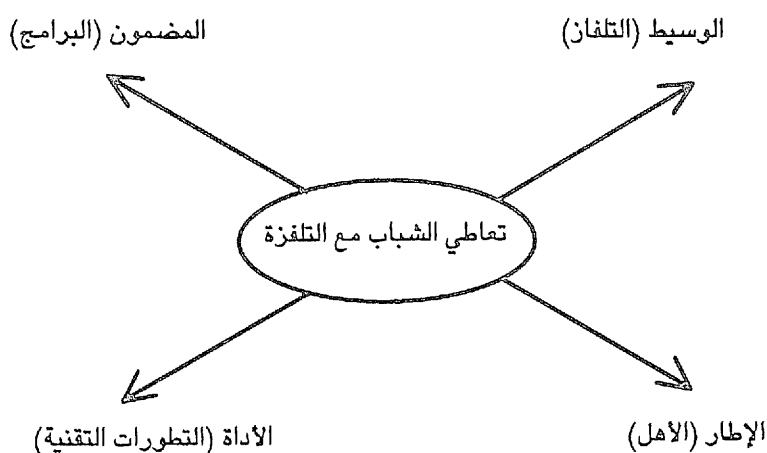 الوسيط (التلفاز)
المضمون (البرامج)
تعاطي الشباب مع التلفزة
الإطار (الأهل)
الأداة (التطورات التقنية)